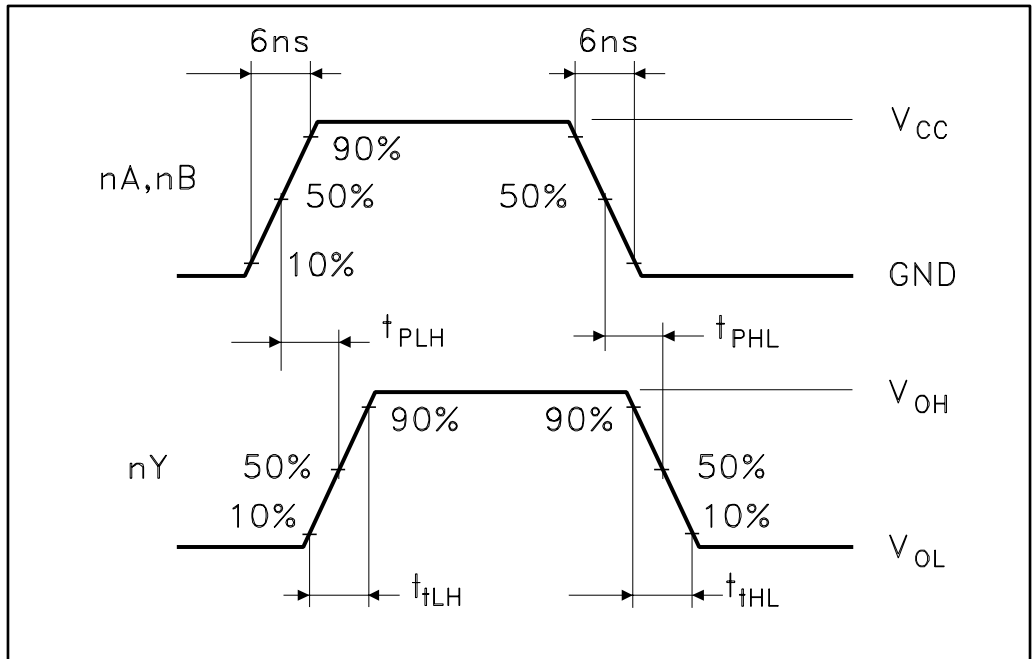 6ns 6ns
V_CC
90%
nA,nB
50% 50%
10%
GND
t_PLH t_PHL
V_OH
90% 90%
nY
50% 50%
10% 10%
V_OL
t_tLH t_tHL